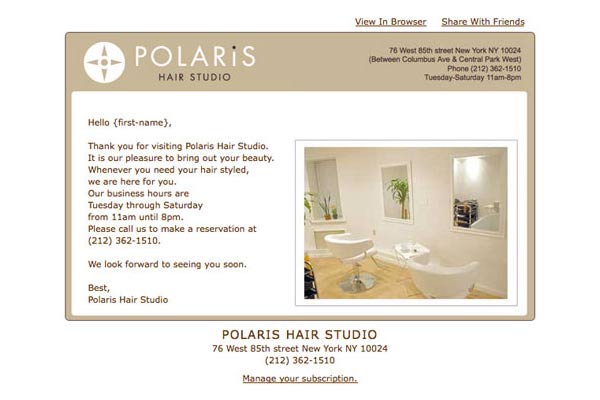 View In Browser Share With Friends
POLARiS
HAIR STUDIO
76 West 85th street New York NY 10024
(Between Columbus Ave & Central Park West)
Phone (212) 362-1510
Tuesday-Saturday 11am-8pm
Hello {first-name},
Thank you for visiting Polaris Hair Studio.
It is our pleasure to bring out your beauty.
Whenever you need your hair styled,
we are here for you.
Our business hours are
Tuesday through Saturday
from 11am until 8pm.
Please call us to make a reservation at
(212) 362-1510.
We look forward to seeing you soon.
Best,
Polaris Hair Studio
POLARIS HAIR STUDIO
76 West 85th street New York NY 10024
(212) 362-1510
Manage your subscription.